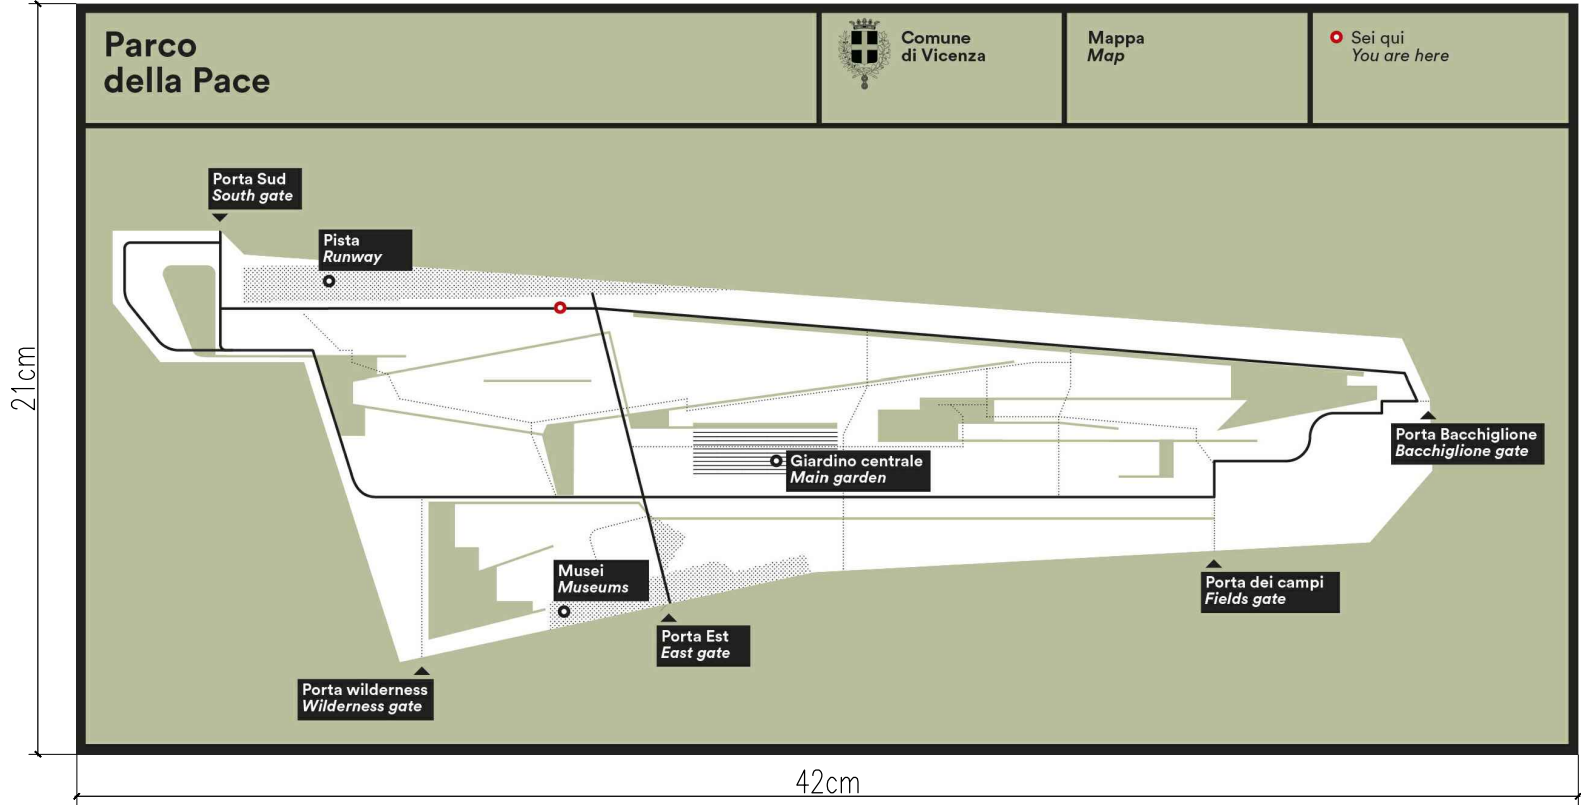 Parco
della Pace
Comune
di Vicenza
Mappa
Map
Sei qui
You are here
Porta Sud
South gate
Pista
Runway
Porta Bacchiglione
Bacchiglione gate
Giardino centrale
Main garden
Musei
Museums
Porta dei campi
Fields gate
Porta Est
East gate
Porta wilderness
Wilderness gate
21cm
42cm